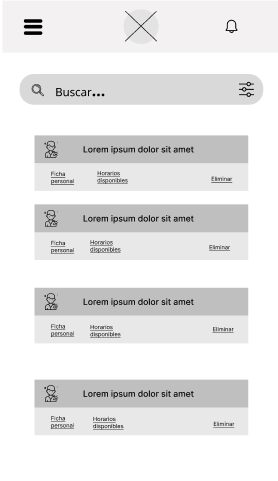 Buscar...
Lorem ipsum dolor sit amet
Ficha
personal
Horarios
disponibles
Eliminar
Lorem ipsum dolor sit amet
Ficha
personal
Horarios
disponibles
Eliminar
Lorem ipsum dolor sit amet
Ficha
personal
Horarios
disponibles
Eliminar
Lorem ipsum dolor sit amet
Ficha
personal
Horarios
disponibles
Eliminar